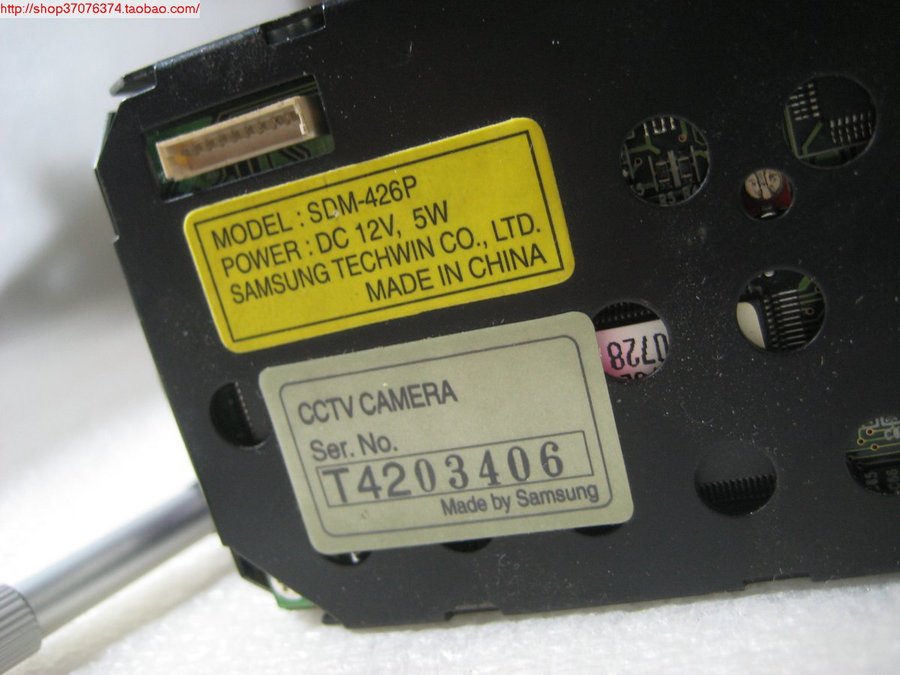 http://shop37076374.taobao.com/
MODEL : SDM-426P
POWER : DC 12V, 5W
SAMSUNG TECHWIN CO., LTD.
MADE IN CHINA
0728
CCTV CAMERA
Ser. No.
T4203406
Made by Samsung